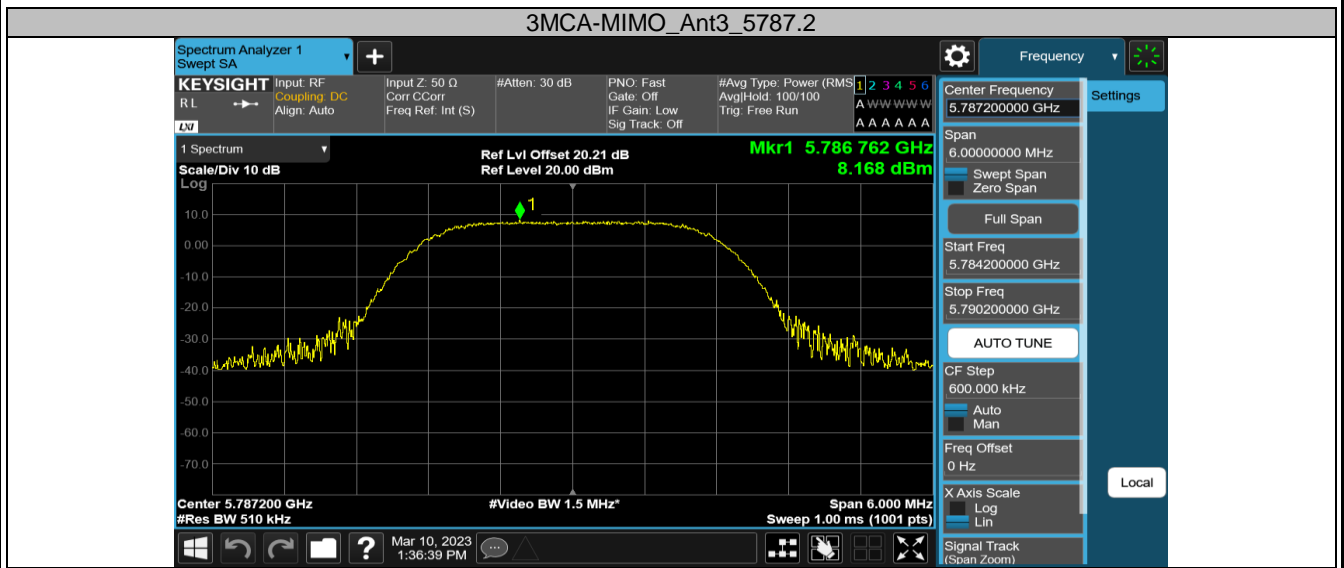 3MCA-MIMO_Ant3_5787.2
Spectrum Analyzer 1
Swept SA
+
Frequency
KEYSIGHT
R L
LXI
Input: RF
Coupling: DC
Align: Auto
Input Z: 50 Ω
Corr CCorr
Freq Ref: Int (S)
#Atten: 30 dB
PNO: Fast
Gate: Off
IF Gain: Low
Sig Track: Off
#Avg Type: Power (RMS
Avg|Hold: 100/100
Trig: Free Run
1 2 3 4 5 6
A W W W W W
A A A A A A
Center Frequency
5.787200000 GHz
Settings
Span
6.00000000 MHz
Swept Span
Zero Span
Full Span
Start Freq
5.784200000 GHz
Stop Freq
5.790200000 GHz
AUTO TUNE
CF Step
600.000 kHz
Auto
Man
Freq Offset
0 Hz
X Axis Scale
Log
Lin
Signal Track
(Span Zoom)
Local
1 Spectrum
Scale/Div 10 dB
Log
Ref Lvl Offset 20.21 dB
Ref Level 20.00 dBm
Mkr1 5.786 762 GHz
8.168 dBm
1
10.0
0.00
-10.0
-20.0
-30.0
-40.0
-50.0
-60.0
-70.0
Center 5.787200 GHz
#Res BW 510 kHz
#Video BW 1.5 MHz*
Span 6.000 MHz
Sweep 1.00 ms (1001 pts)
?
Mar 10, 2023
1:36:39 PM